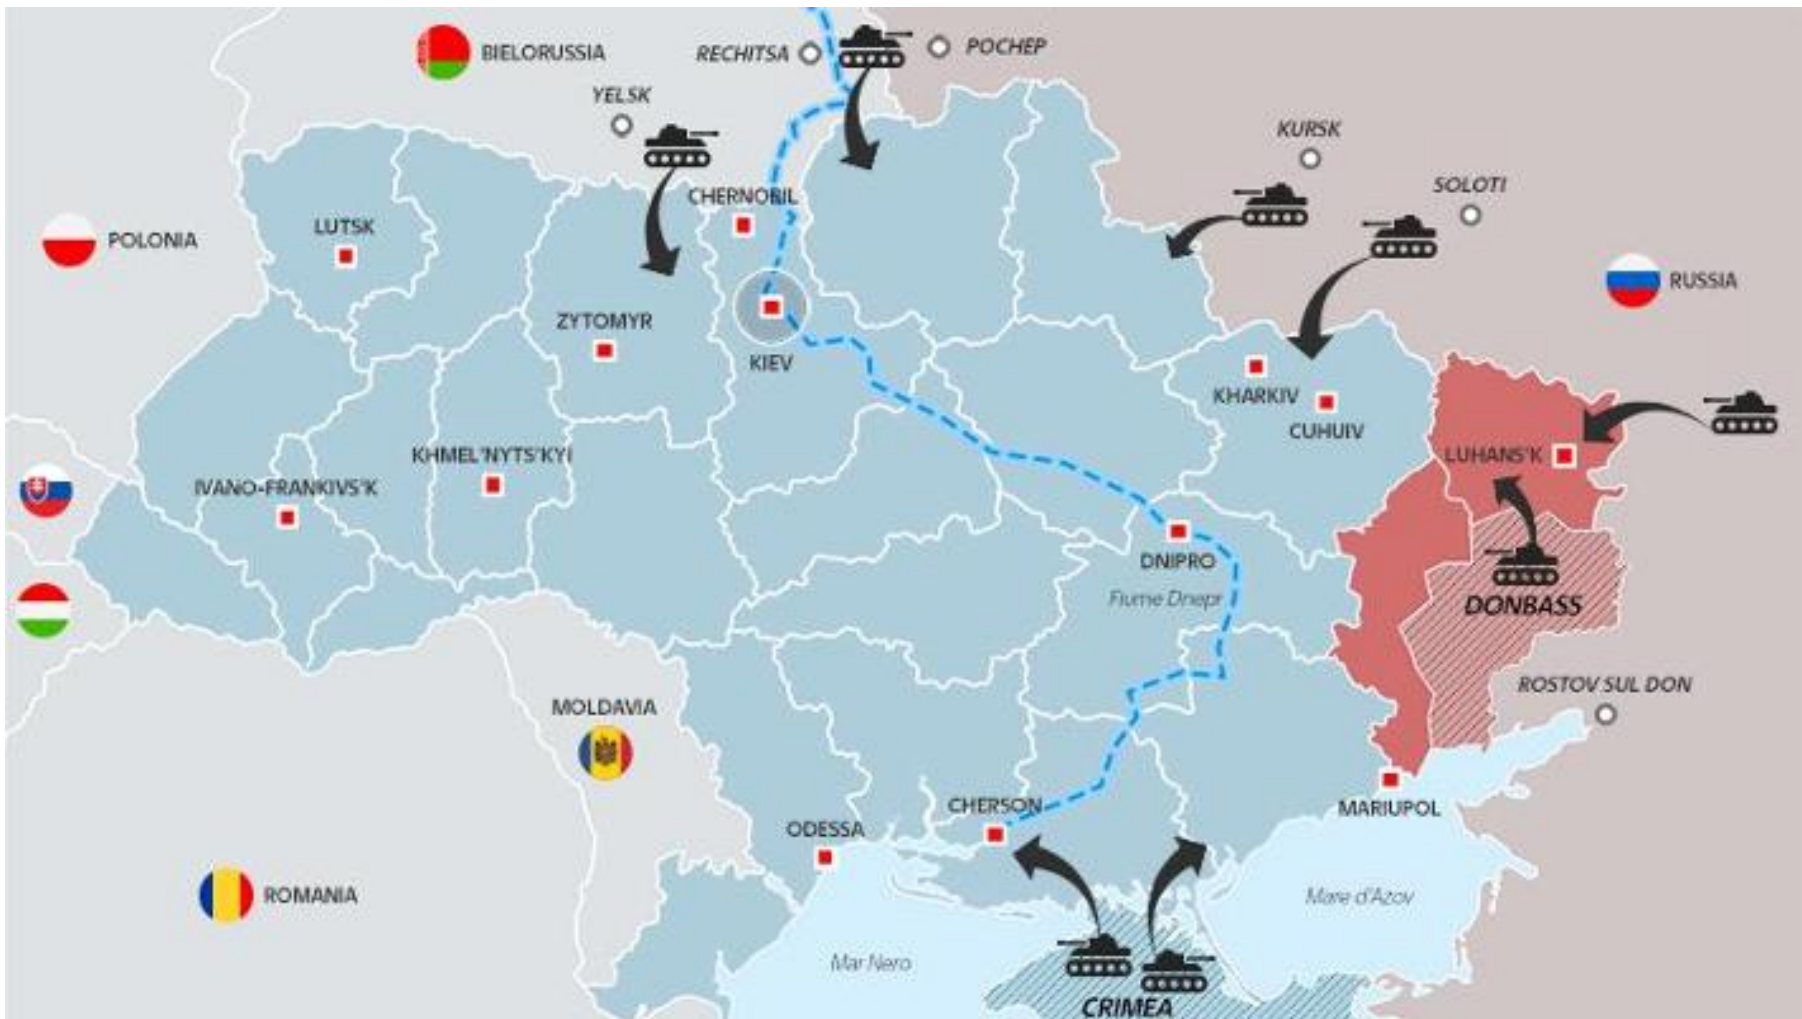 BIELORUSSIA
RECHITSA
POCHEP
YELSK
KURSK
SOLOTI
CHERNOBIL
POLONIA
LUTSK
RUSSIA
ZYTOMYR
KIEV
KHARKIV
CUHUIV
KHMEL'NYTS'KYI
LUHANS'K
IVANO-FRANKIVS'K
DNIPRO
Fiume Dnepr
DONBASS
ROSTOV SUL DON
MOLDAVIA
CHERSON
MARIUPOL
ODESSA
ROMANIA
Mare d'Azov
Mar Nero
CRIMEA